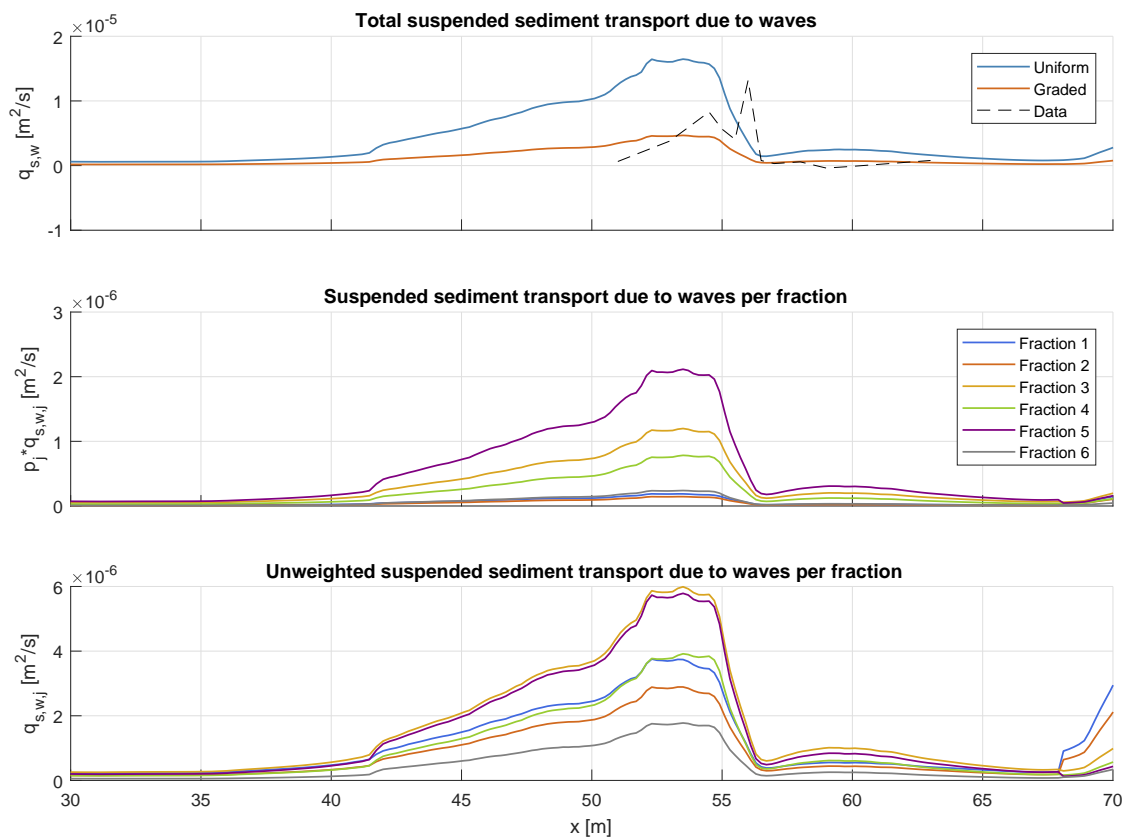 Total suspended sediment transport due to waves
×10^-5
2
1
0
-1
q_{s,w} [m^2/s]
Uniform
Graded
Data
Suspended sediment transport due to waves per fraction
×10^-6
3
2
1
0
p_j*q_{s,w,j} [m^2/s]
Fraction 1
Fraction 2
Fraction 3
Fraction 4
Fraction 5
Fraction 6
Unweighted suspended sediment transport due to waves per fraction
×10^-6
6
4
2
0
q_{s,w,j} [m^2/s]
30 35 40 45 50 55 60 65 70
x [m]